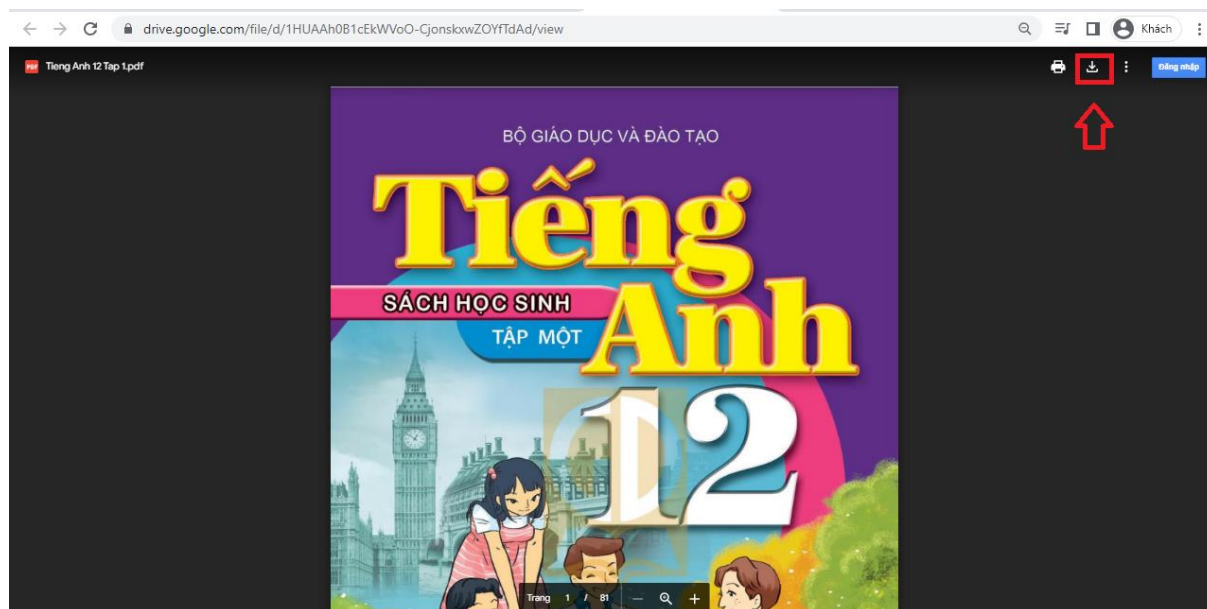 drive.google.com/file/d/1HUAAh0B1cEkWVoO-CjonskxwZOYfTdAd/view
Khách
PDF Tieng Anh 12 Tap 1.pdf
Đăng nhập
BỘ GIÁO DỤC VÀ ĐÀO TẠO
Tiếng
Anh
SÁCH HỌC SINH
TẬP MỘT
12
Trang 1 / 81